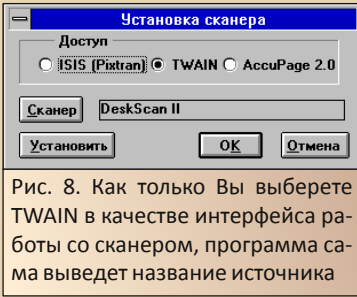 Установка сканера
Доступ
ISIS (Pixtran) TWAIN AccuPage 2.0
Сканер DeskScan II
Установить OK Отмена
Рис. 8. Как только Вы выберете
TWAIN в качестве интерфейса ра-
боты со сканером, программа са-
ма выведет название источника